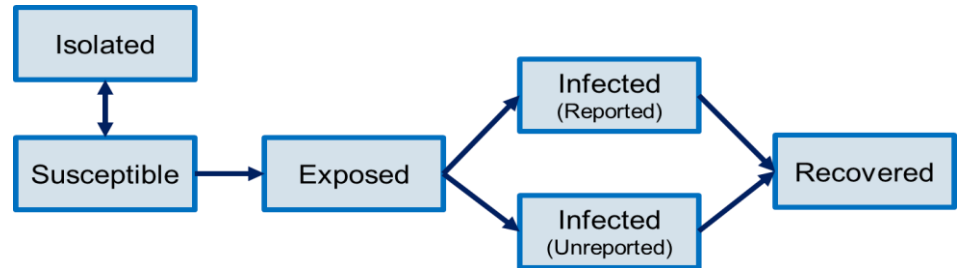 Isolated
Susceptible
Exposed
Infected
(Reported)
Infected
(Unreported)
Recovered